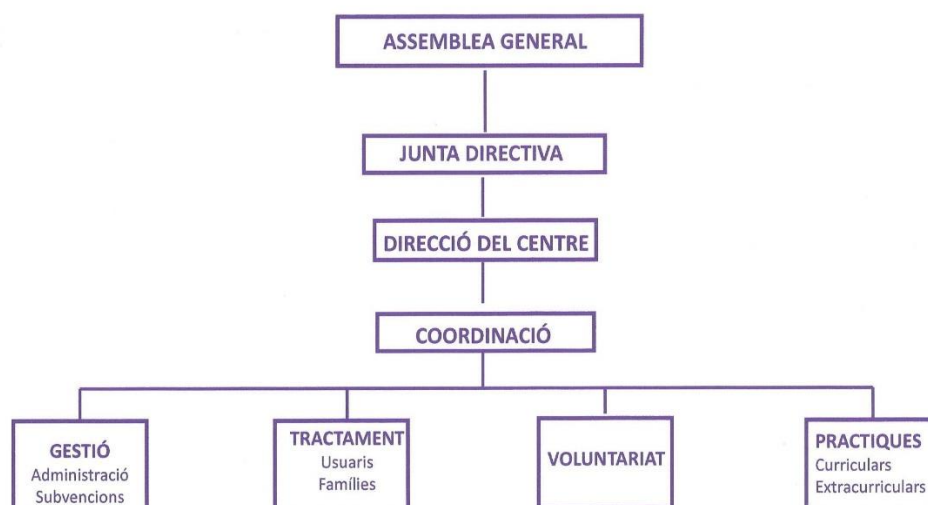 ASSEMBLEA GENERAL
JUNTA DIRECTIVA
DIRECCIÓ DEL CENTRE
COORDINACIÓ
GESTIÓ
Administració
Subvencions
TRACTAMENT
Usuaris
Famílies
VOLUNTARIAT
PRACTIQUES
Curriculars
Extracurriculars